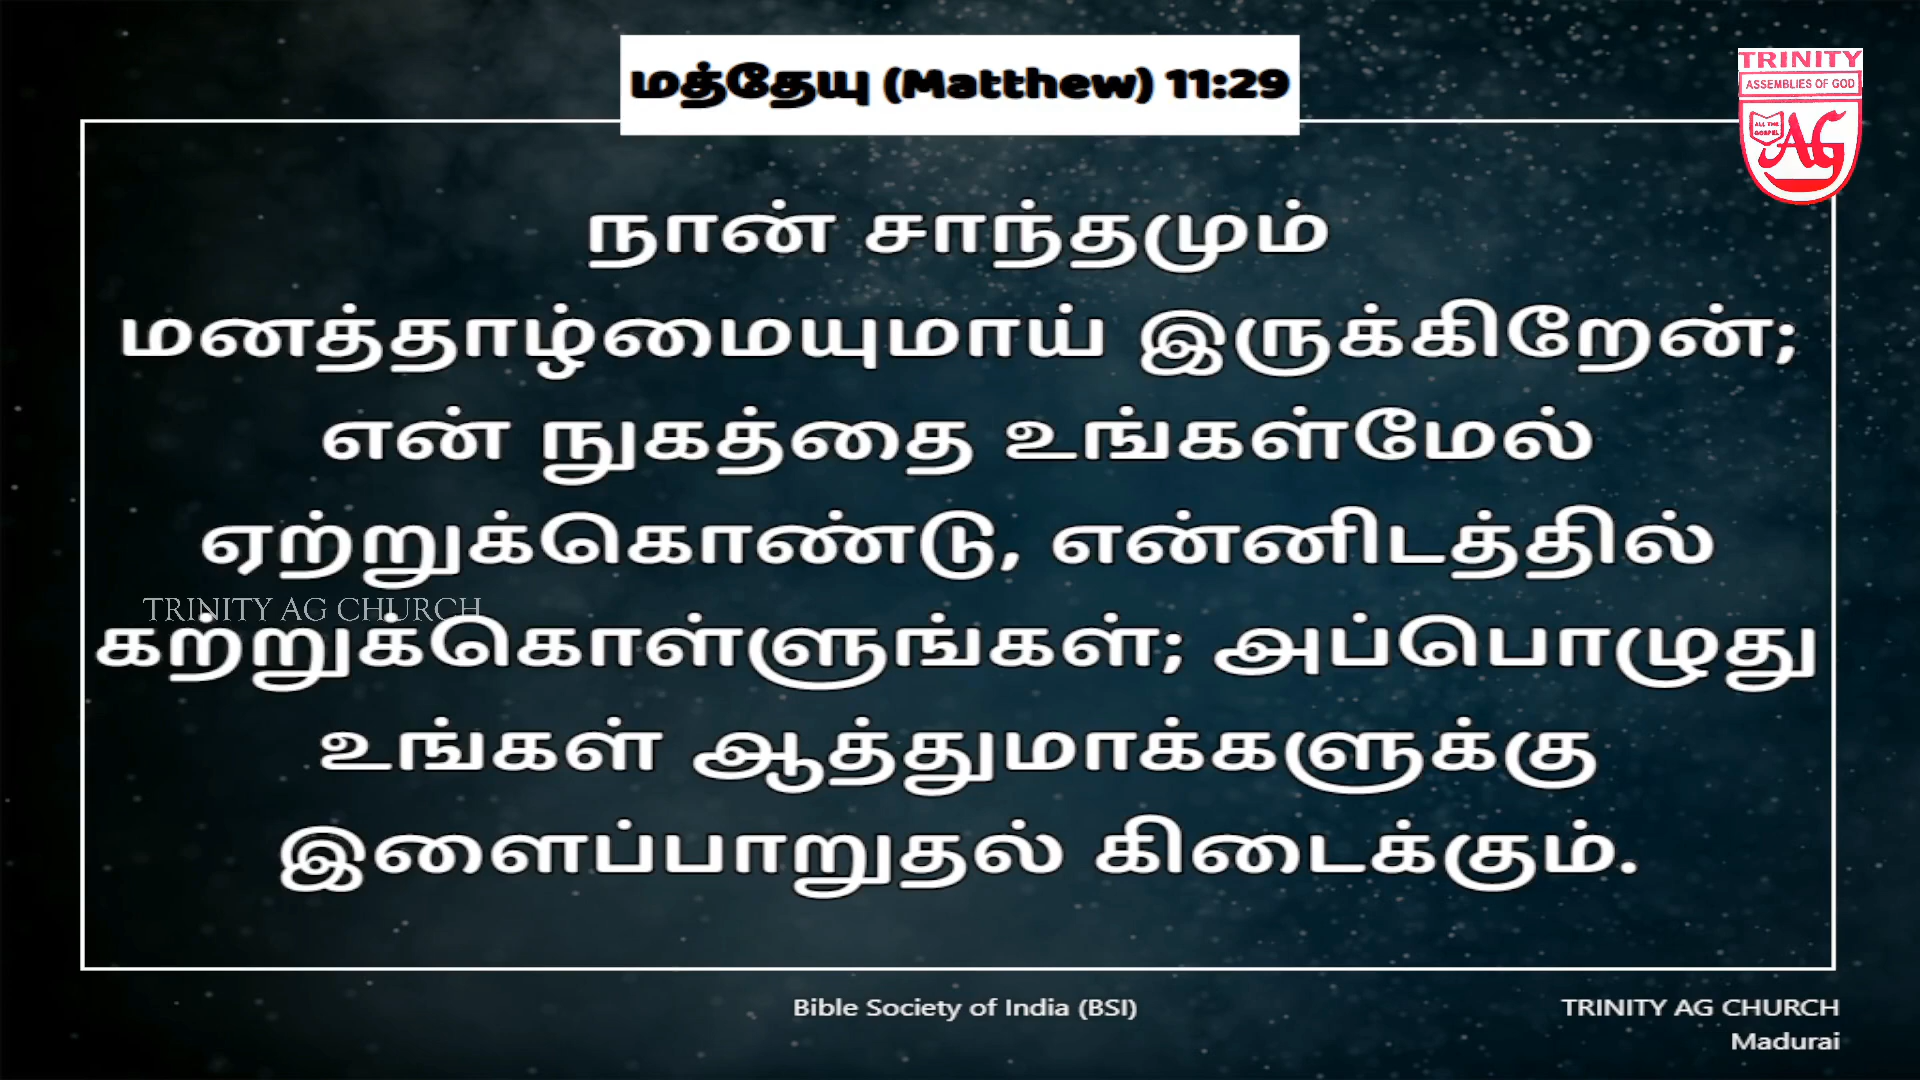 மத்தேயு (Matthew) 11:29
TRINITY
ASSEMBLIES OF GOD
ALL THE
GOSPEL
AG
நான் சாந்தமும்
மனத்தாழ்மையுமாய் இருக்கிறேன்;
என் நுகத்தை உங்கள்மேல்
ஏற்றுக்கொண்டு, என்னிடத்தில்
TRINITY AG CHURCH
கற்றுக்கொள்ளுங்கள்; அப்பொழுது
உங்கள் ஆத்துமாக்களுக்கு
இளைப்பாறுதல் கிடைக்கும்.
Bible Society of India (BSI)
TRINITY AG CHURCH
Madurai